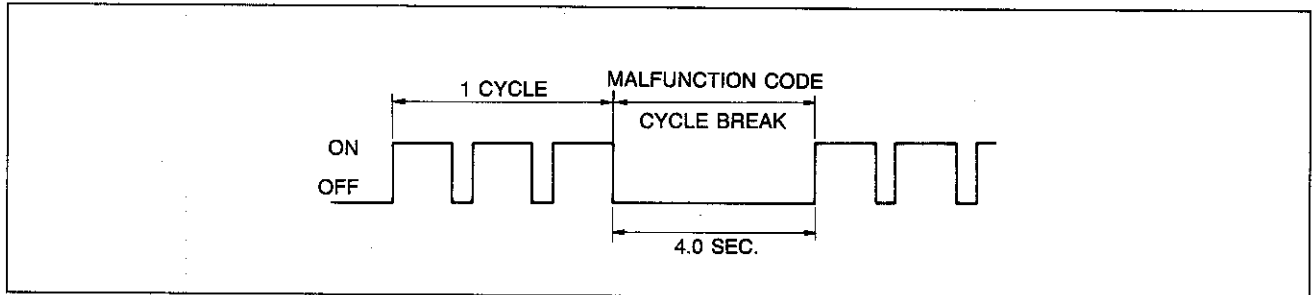 1 CYCLE
MALFUNCTION CODE
CYCLE BREAK
ON
OFF
4.0 SEC.